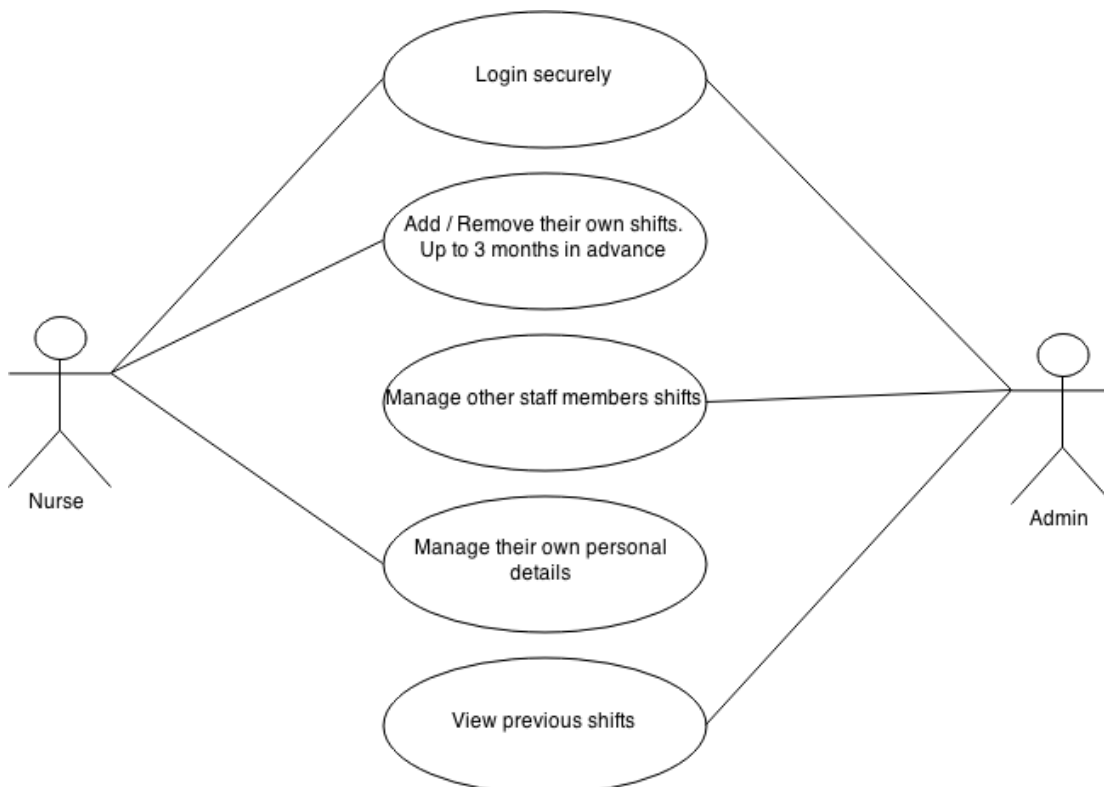 Login securely
Add / Remove their own shifts.
Up to 3 months in advance
Manage other staff members shifts
Nurse
Admin
Manage their own personal
details
View previous shifts